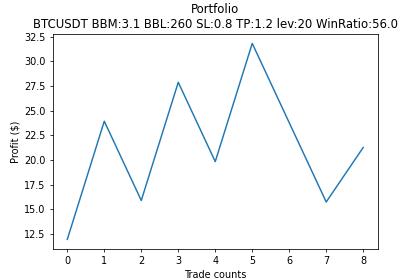 Portfolio
BTCUSDT BBM:3.1 BBL:260 SL:0.8 TP:1.2 lev:20 WinRatio:56.0
32.5
30.0
27.5
25.0
22.5
20.0
17.5
15.0
12.5
Profit ($)
0 1 2 3 4 5 6 7 8
Trade counts